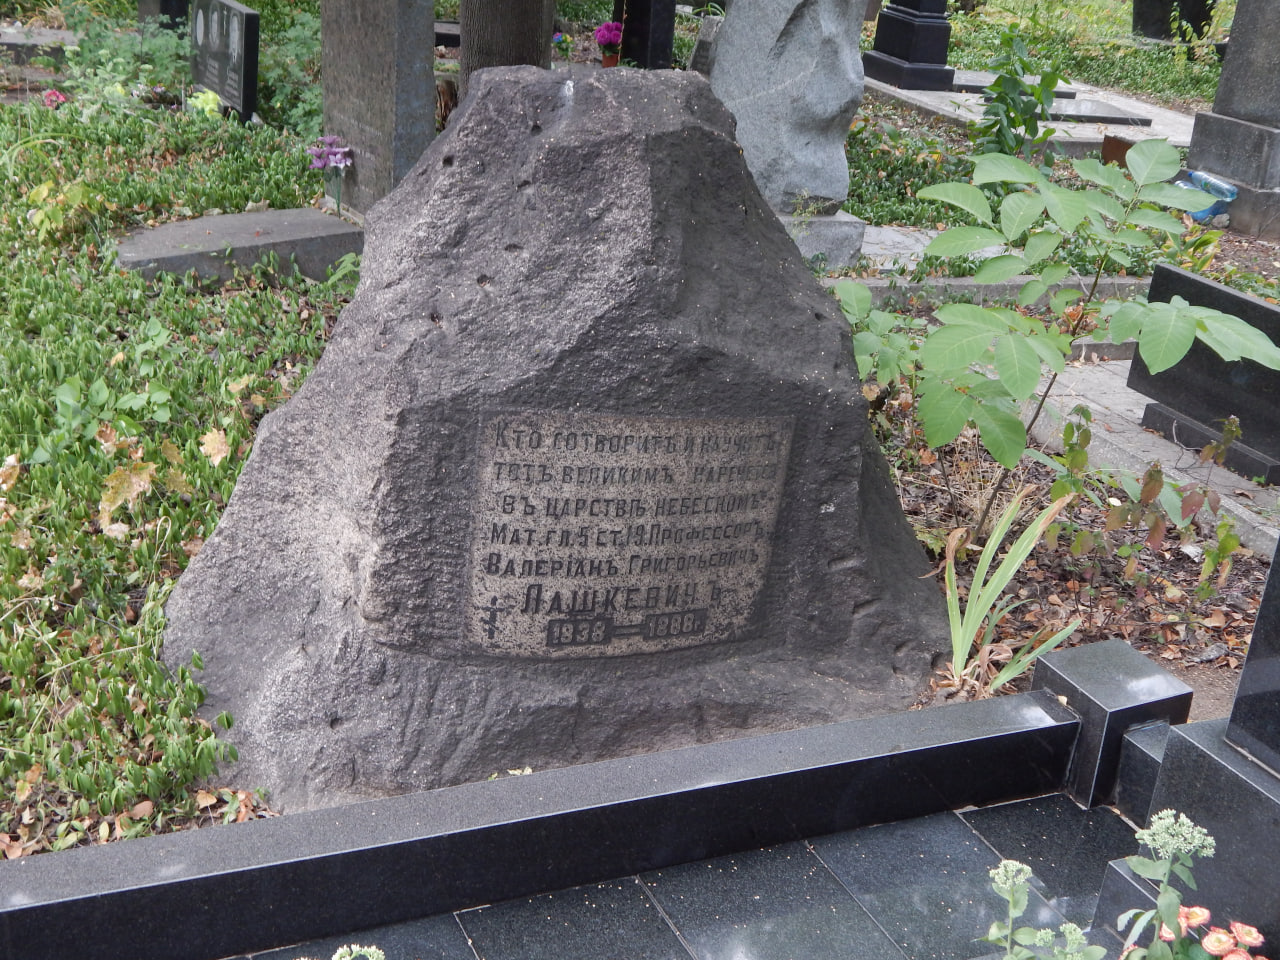 Кто сотворитъ и научитъ
тотъ великимъ наречется
въ царствѣ небесномъ
Мат. гл. 5 ст. 19. Профессоръ
Валеріанъ Григорьевичъ
Лашкевичъ
1938—1888 г.